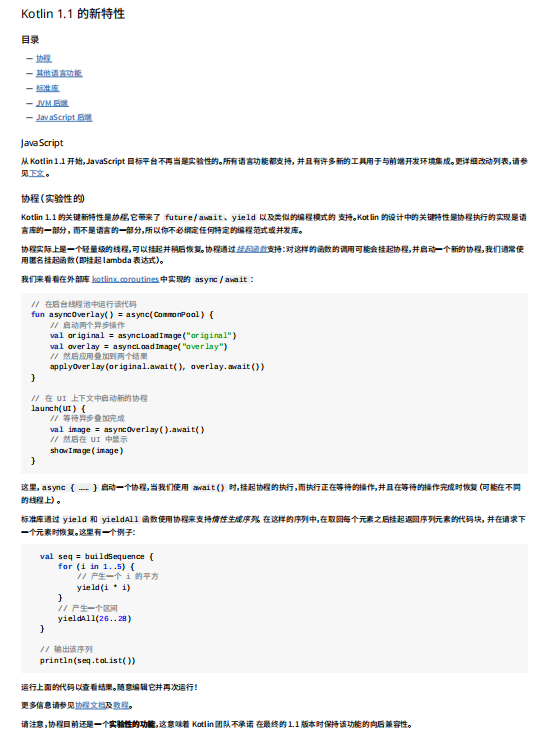 Kotlin 1.1 的新特性
目录
— 协程
— 其他语言功能
— 标准库
— JVM 后端
— JavaScript 后端
JavaScript
从 Kotlin 1.1 开始,JavaScript 目标平台不再当是实验性的。所有语言功能都支持, 并且有许多新的工具用于与前端开发环境集成。更详细改动列表,请参
见下文 。
协程（实验性的）
Kotlin 1.1 的关键新特性是协程,它带来了 future / await 、 yield 以及类似的编程模式的 支持。Kotlin 的设计中的关键特性是协程执行的实现是语
言库的一部分, 而不是语言的一部分,所以你不必绑定任何特定的编程范式或并发库。
协程实际上是一个轻量级的线程,可以挂起并稍后恢复。协程通过挂起函数支持:对这样的函数的调用可能会挂起协程,并启动一个新的协程,我们通常使
用匿名挂起函数（即挂起 lambda 表达式）。
我们来看看在外部库 kotlinx.coroutines 中实现的 async / await ：
// 在后台线程池中运行该代码
fun asyncOverlay() = async(CommonPool) {
// 启动两个异步操作
val original = asyncLoadImage("original")
val overlay = asyncLoadImage("overlay")
// 然后应用叠加到两个结果
applyOverlay(original.await(), overlay.await())
}
// 在 UI 上下文中启动新的协程
launch(UI) {
// 等待异步叠加完成
val image = asyncOverlay().await()
// 然后在 UI 中显示
showImage(image)
}
这里, async { …… } 启动一个协程,当我们使用 await() 时,挂起协程的执行,而执行正在等待的操作,并且在等待的操作完成时恢复（可能在不同
的线程上）。
标准库通过 yield 和 yieldAll 函数使用协程来支持惰性生成序列。 在这样的序列中,在取回每个元素之后挂起返回序列元素的代码块, 并在请求下
一个元素时恢复。这里有一个例子:
val seq = buildSequence {
for (i in 1..5) {
// 产生一个 i 的平方
yield(i * i)
}
// 产生一个区间
yieldAll(26..28)
}
// 输出该序列
println(seq.toList())
运行上面的代码以查看结果。随意编辑它并再次运行！
更多信息请参见协程文档及教程。
请注意,协程目前还是一个实验性的功能,这意味着 Kotlin 团队不承诺 在最终的 1.1 版本时保持该功能的向后兼容性。